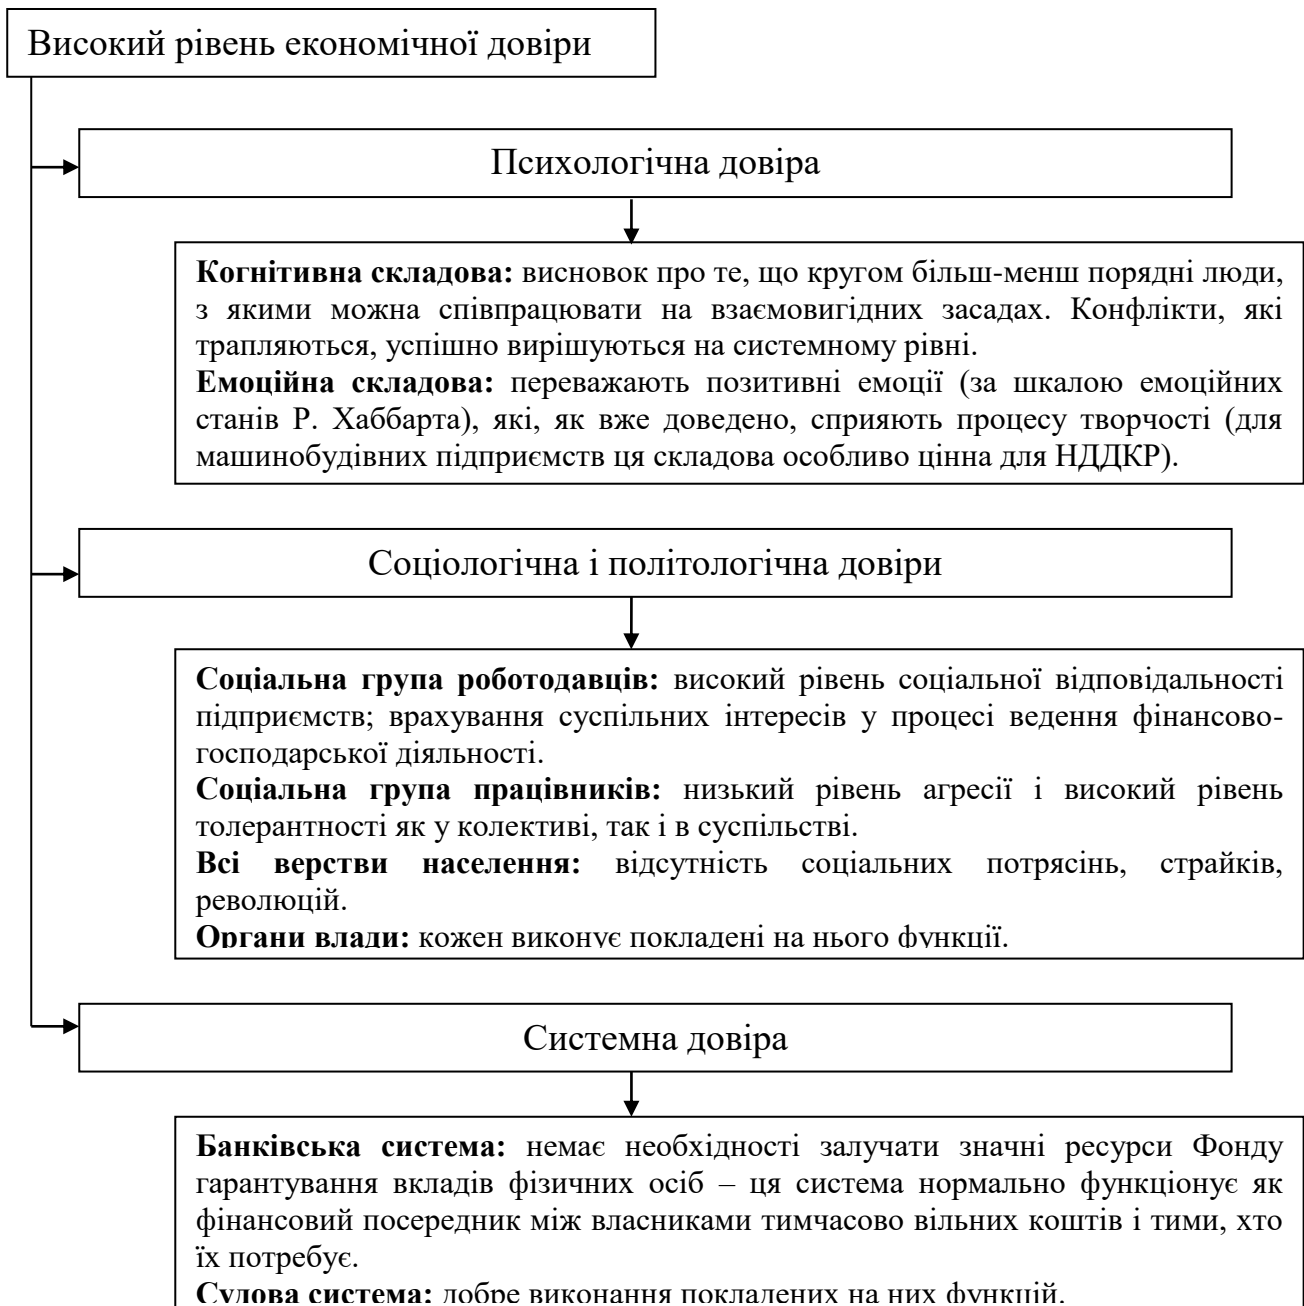 Високий рівень економічної довіри
Психологічна довіра
Когнітивна складова: висновок про те, що кругом більш-менш порядні люди,
з якими можна співпрацювати на взаємовигідних засадах. Конфлікти, які
трапляються, успішно вирішуються на системному рівні.
Емоційна складова: переважають позитивні емоції (за шкалою емоційних
станів Р. Хаббарта), які, як вже доведено, сприяють процесу творчості (для
машинобудівних підприємств ця складова особливо цінна для НДДКР).
Соціологічна і політологічна довіри
Соціальна група роботодавців: високий рівень соціальної відповідальності
підприємств; врахування суспільних інтересів у процесі ведення фінансово-
господарської діяльності.
Соціальна група працівників: низький рівень агресії і високий рівень
толерантності як у колективі, так і в суспільстві.
Всі верстви населення: відсутність соціальних потрясінь, страйків,
революцій.
Органи влади: кожен виконує покладені на нього функції.
Системна довіра
Банківська система: немає необхідності залучати значні ресурси Фонду
гарантування вкладів фізичних осіб – ця система нормально функціонує як
фінансовий посередник між власниками тимчасово вільних коштів і тими, хто
їх потребує.
Судова система: добре виконання покладених на них функцій.